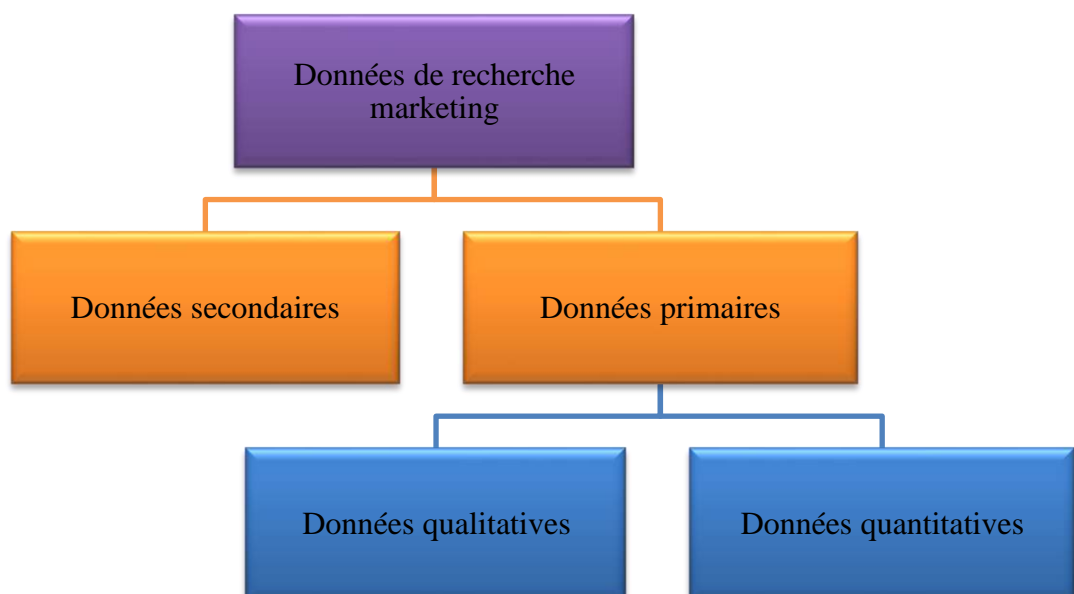 Données de recherche
marketing
Données secondaires
Données primaires
Données qualitatives
Données quantitatives